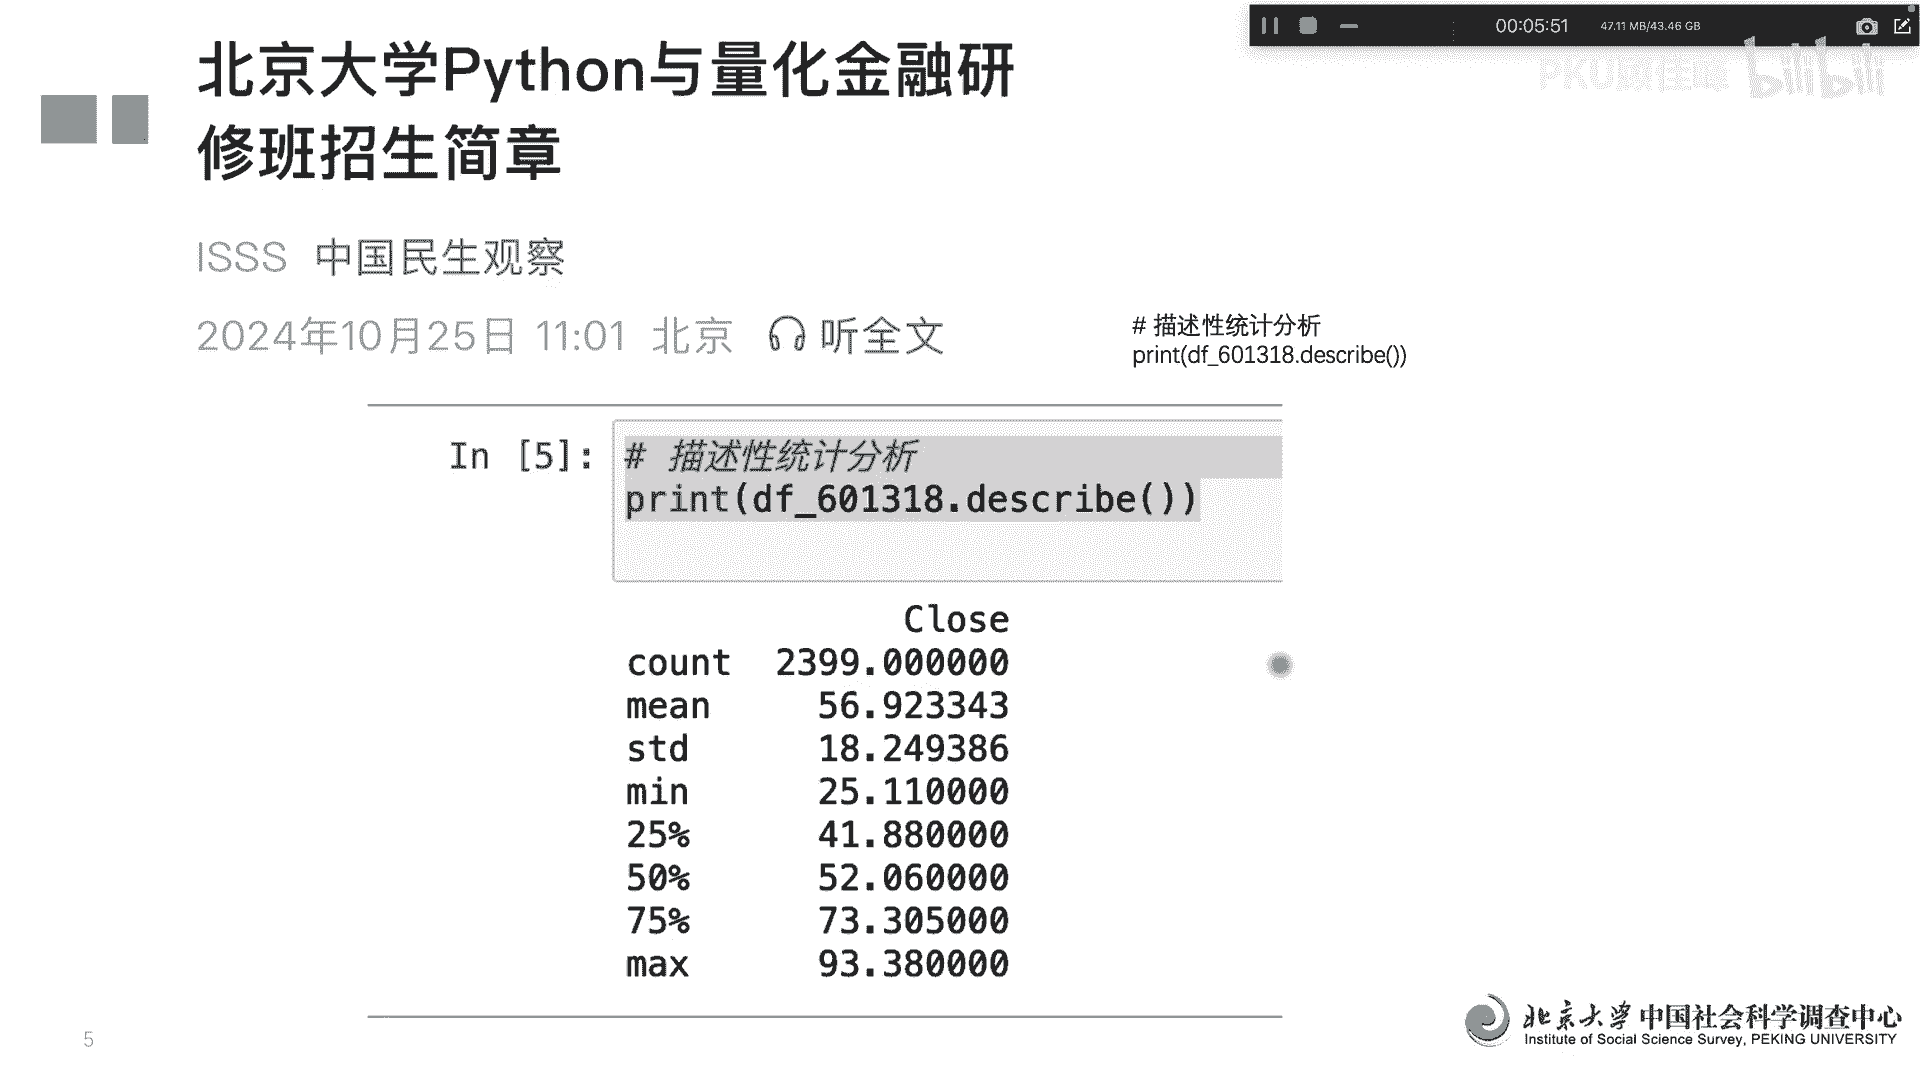 00:05:51
47.11 MB/43.46 GB
PKU顾佳峰 bilibili
北京大学Python与量化金融研
修班招生简章
ISSS 中国民生观察
2024年10月25日 11:01 北京 听全文
# 描述性统计分析
print(df_601318.describe())
In [5]:
# 描述性统计分析
print(df_601318.describe())
Close
count 2399.000000
mean 56.923343
std 18.249386
min 25.110000
25% 41.880000
50% 52.060000
75% 73.305000
max 93.380000
5
北京大学中国社会科学调查中心
Institute of Social Science Survey, PEKING UNIVERSITY